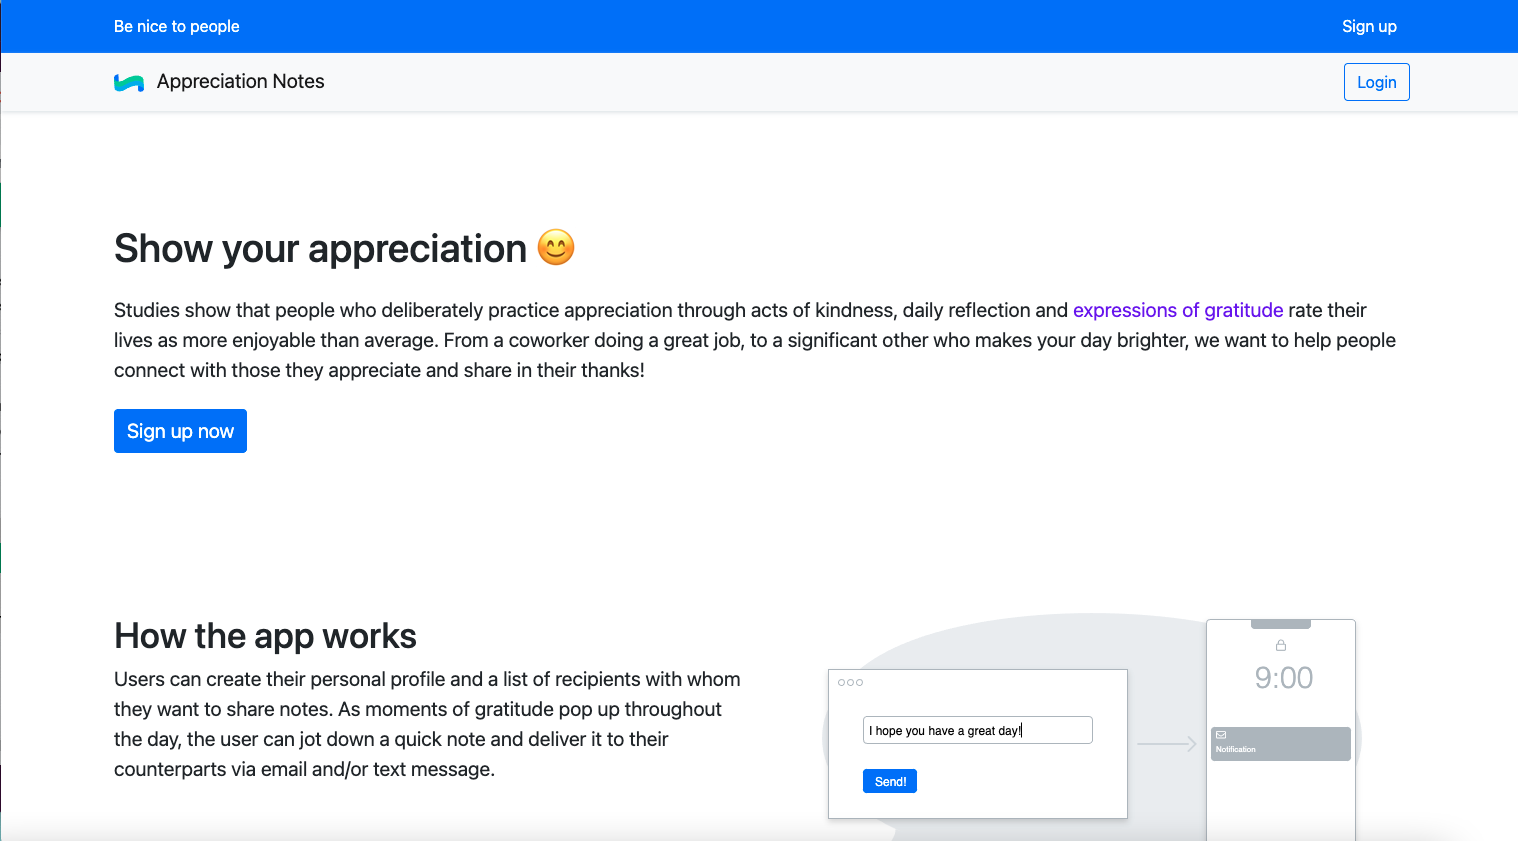 Be nice to people
Sign up
Appreciation Notes
Login
Show your appreciation 😊
Studies show that people who deliberately practice appreciation through acts of kindness, daily reflection and expressions of gratitude rate their
lives as more enjoyable than average. From a coworker doing a great job, to a significant other who makes your day brighter, we want to help people
connect with those they appreciate and share in their thanks!
Sign up now
How the app works
Users can create their personal profile and a list of recipients with whom
they want to share notes. As moments of gratitude pop up throughout
the day, the user can jot down a quick note and deliver it to their
counterparts via email and/or text message.
I hope you have a great day!
Send!
9:00
Notification